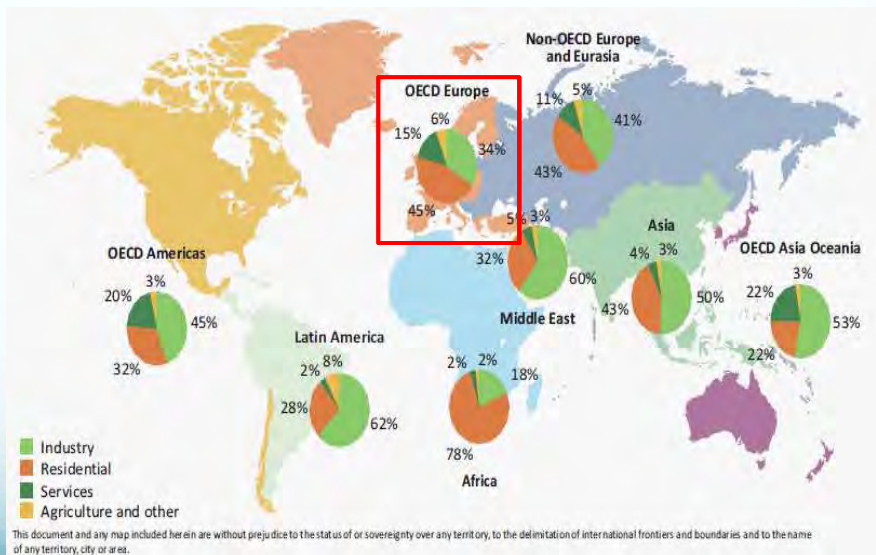 Non-OECD Europe
and Eurasia
11%
5%
41%
43%
OECD Europe
15%
6%
34%
45%
5%
3%
32%
60%
Middle East
Asia
4%
3%
43%
50%
OECD Asia Oceania
3%
22%
53%
22%
OECD Americas
3%
20%
45%
32%
Latin America
2%
8%
28%
62%
2%
2%
18%
78%
Africa
Industry
Residential
Services
Agriculture and other
This document and any map included herein are without prejudice to the status of or sovereignty over any territory, to the delimitation of international frontiers and boundaries and to the name
of any territory, city or area.